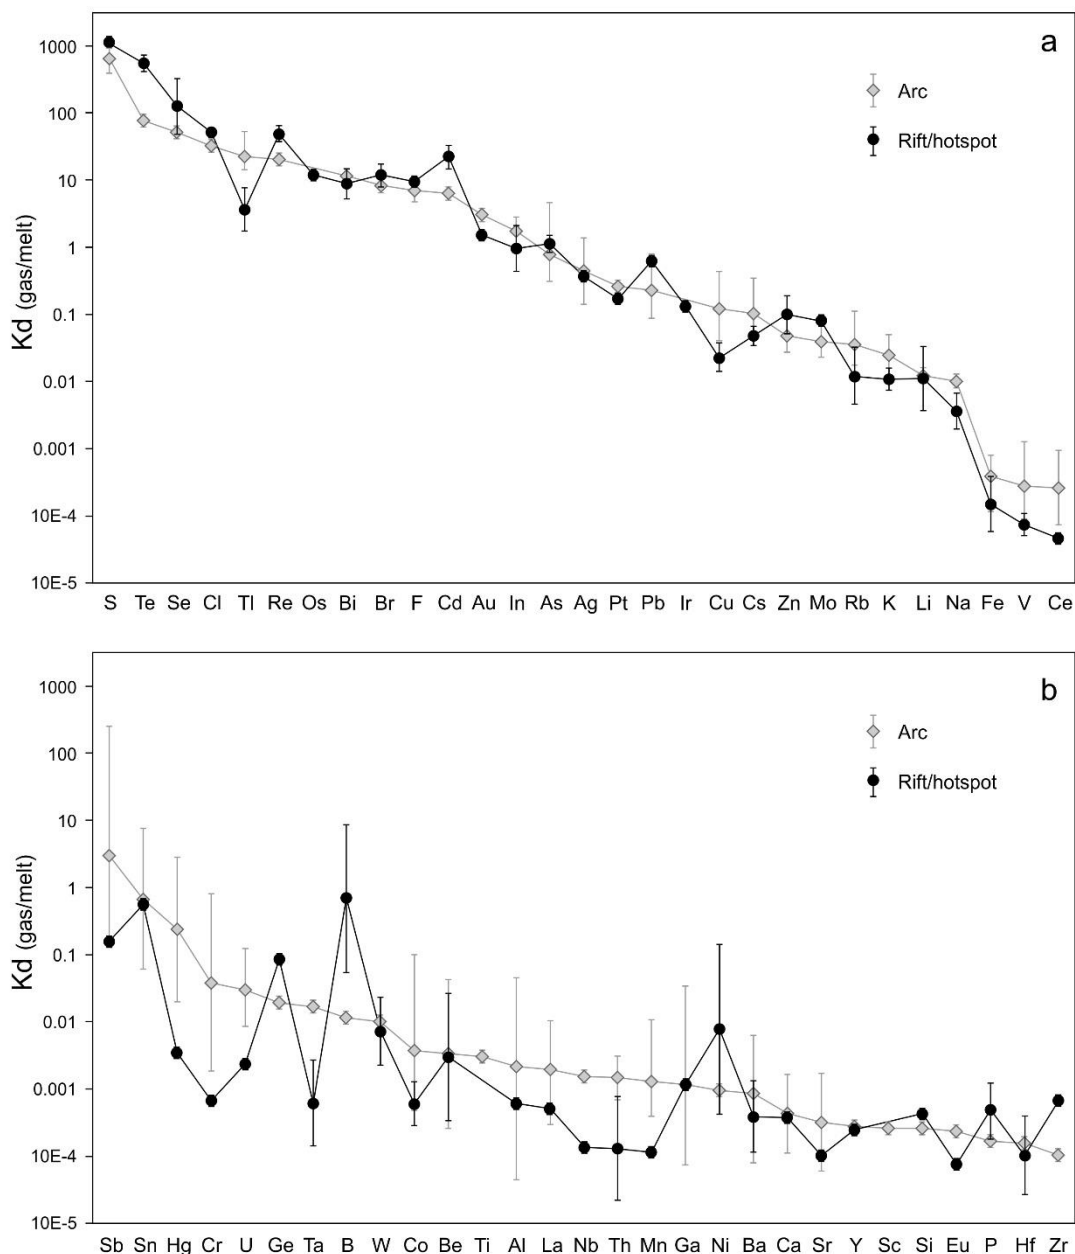 a
Arc
Rift/hotspot
1000
100
10
1
0.1
0.01
0.001
10E-4
10E-5
Kd (gas/melt)
S Te Se Cl Tl Re Os Bi Br F Cd Au In As Ag Pt Pb Ir Cu Cs Zn Mo Rb K Li Na Fe V Ce
b
Arc
Rift/hotspot
1000
100
10
1
0.1
0.01
0.001
10E-4
10E-5
Kd (gas/melt)
Sb Sn Hg Cr U Ge Ta B W Co Be Ti Al La Nb Th Mn Ga Ni Ba Ca Sr Y Sc Si Eu P Hf Zr